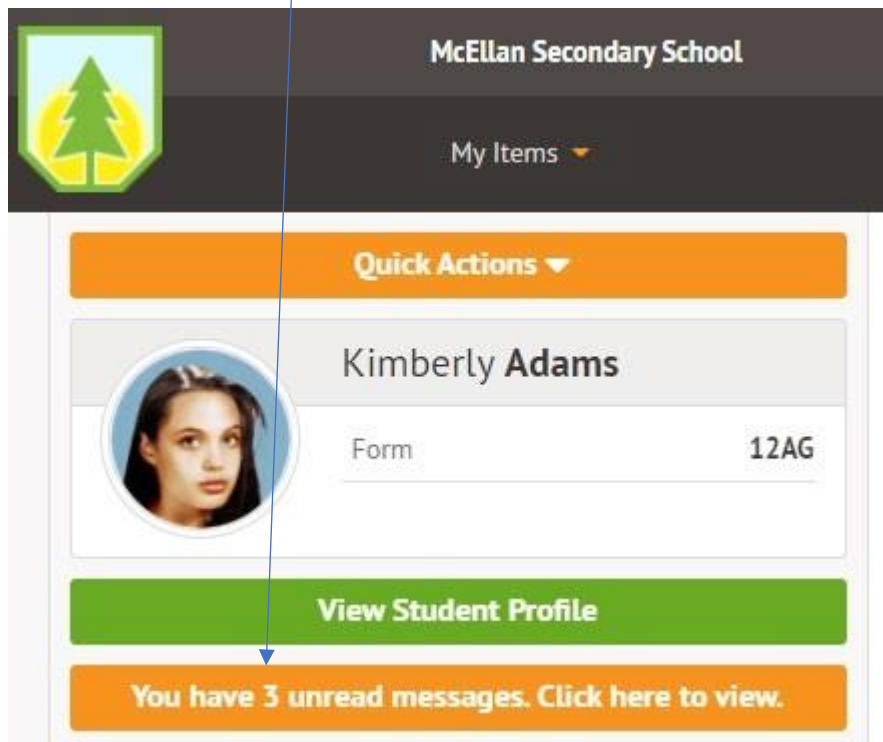 McEllan Secondary School
My Items
Quick Actions
Kimberly Adams
Form 12AG
View Student Profile
You have 3 unread messages. Click here to view.